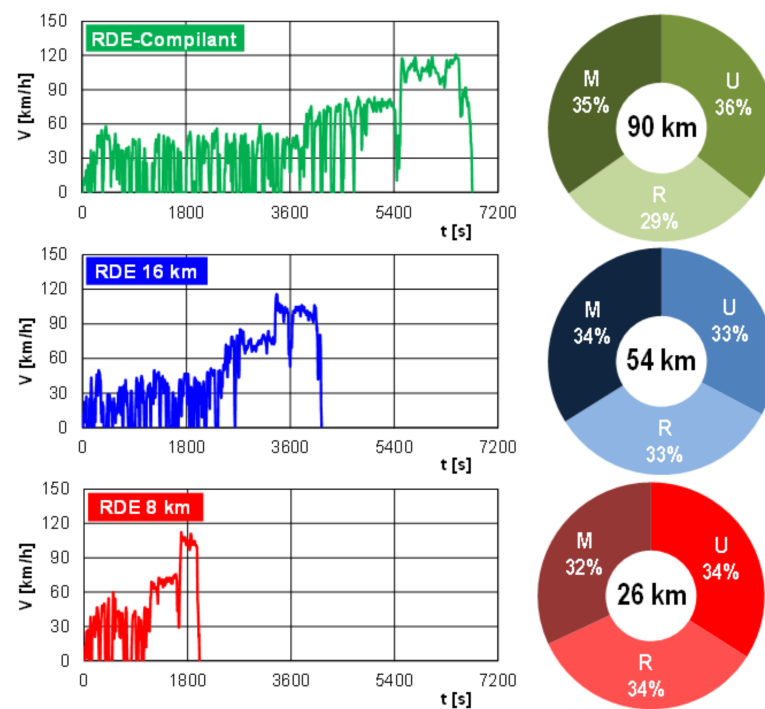 RDE-Compilant
V [km/h]
150
120
90
60
30
0
0 1800 3600 5400 7200
t [s]
M
35%
U
36%
R
29%
90 km
RDE 16 km
V [km/h]
150
120
90
60
30
0
0 1800 3600 5400 7200
t [s]
M
34%
U
33%
R
33%
54 km
RDE 8 km
V [km/h]
150
120
90
60
30
0
0 1800 3600 5400 7200
t [s]
M
32%
U
34%
R
34%
26 km